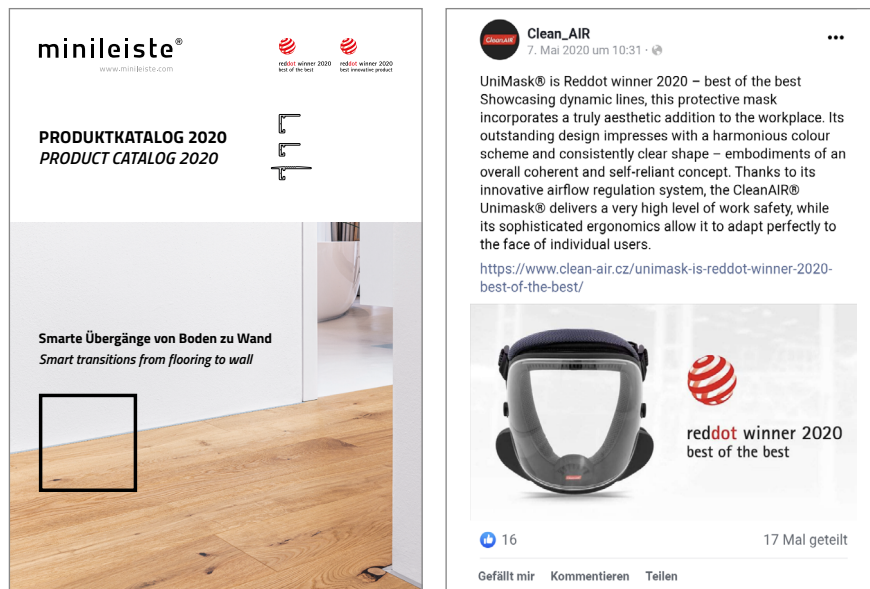 minileiste®
www.minileiste.com
reddot winner 2020
best of the best
reddot winner 2020
best innovative product
PRODUKTKATALOG 2020
PRODUCT CATALOG 2020
Smarte Übergänge von Boden zu Wand
Smart transitions from flooring to wall
CleanAIR
Clean_AIR
7. Mai 2020 um 10:31 ·
UniMask® is Reddot winner 2020 – best of the best
Showcasing dynamic lines, this protective mask
incorporates a truly aesthetic addition to the workplace. Its
outstanding design impresses with a harmonious colour
scheme and consistently clear shape – embodiments of an
overall coherent and self-reliant concept. Thanks to its
innovative airflow regulation system, the CleanAIR®
Unimask® delivers a very high level of work safety, while
its sophisticated ergonomics allow it to adapt perfectly to
the face of individual users.
https://www.clean-air.cz/unimask-is-reddot-winner-2020-
best-of-the-best/
reddot winner 2020
best of the best
16
17 Mal geteilt
Gefällt mir Kommentieren Teilen